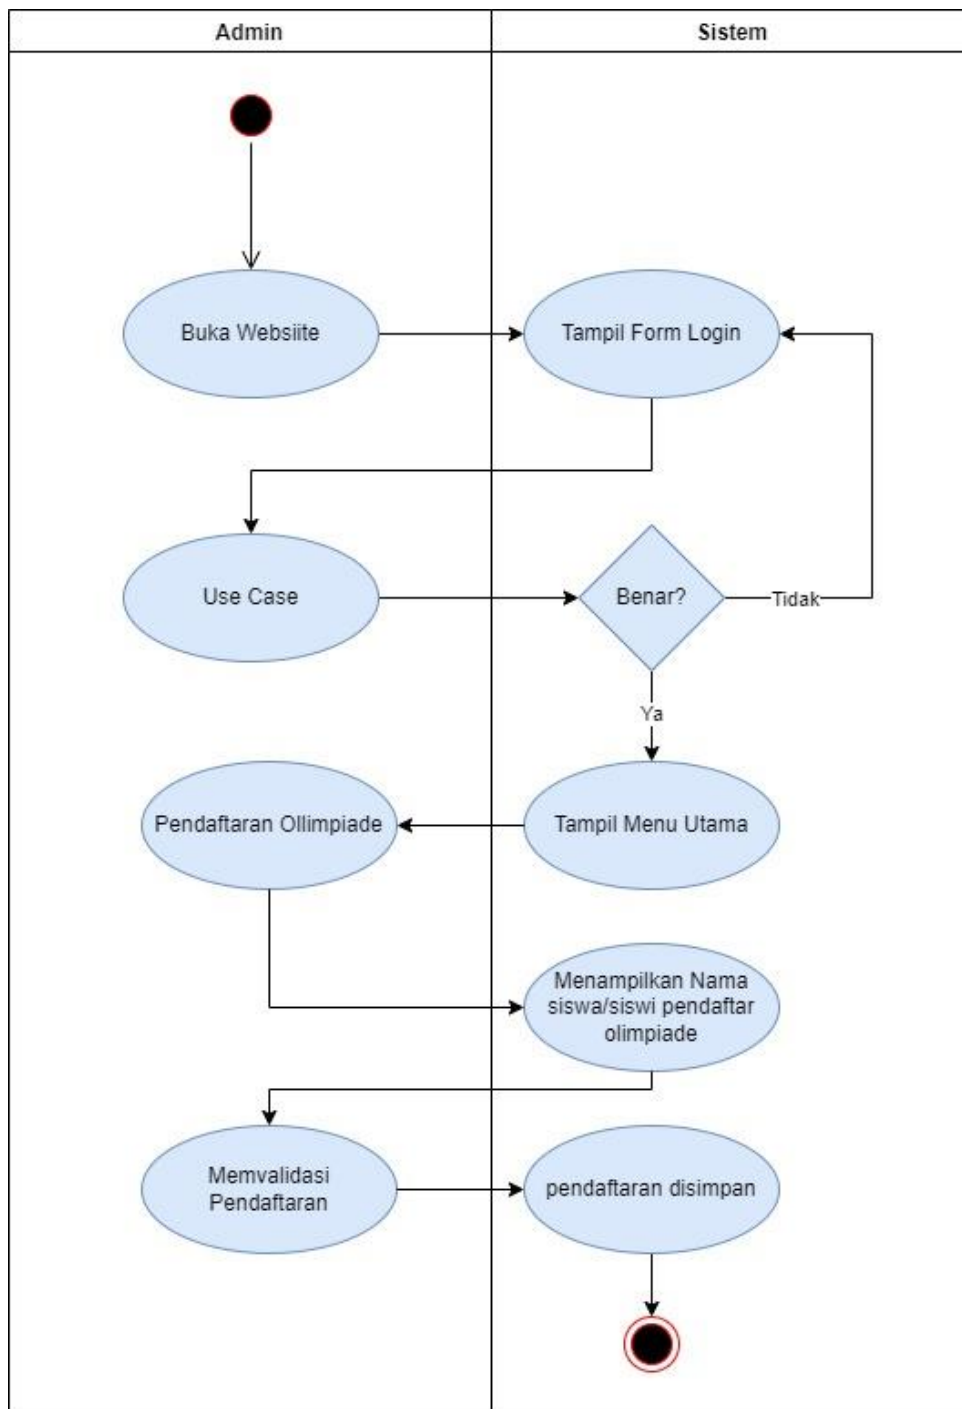 Admin
Sistem
Buka Websiite
Tampil Form Login
Use Case
Benar?
Tidak
Ya
Pendaftaran Ollimpiade
Tampil Menu Utama
Menampilkan Nama
siswa/siswi pendaftar
olimpiade
Memvalidasi
Pendaftaran
pendaftaran disimpan